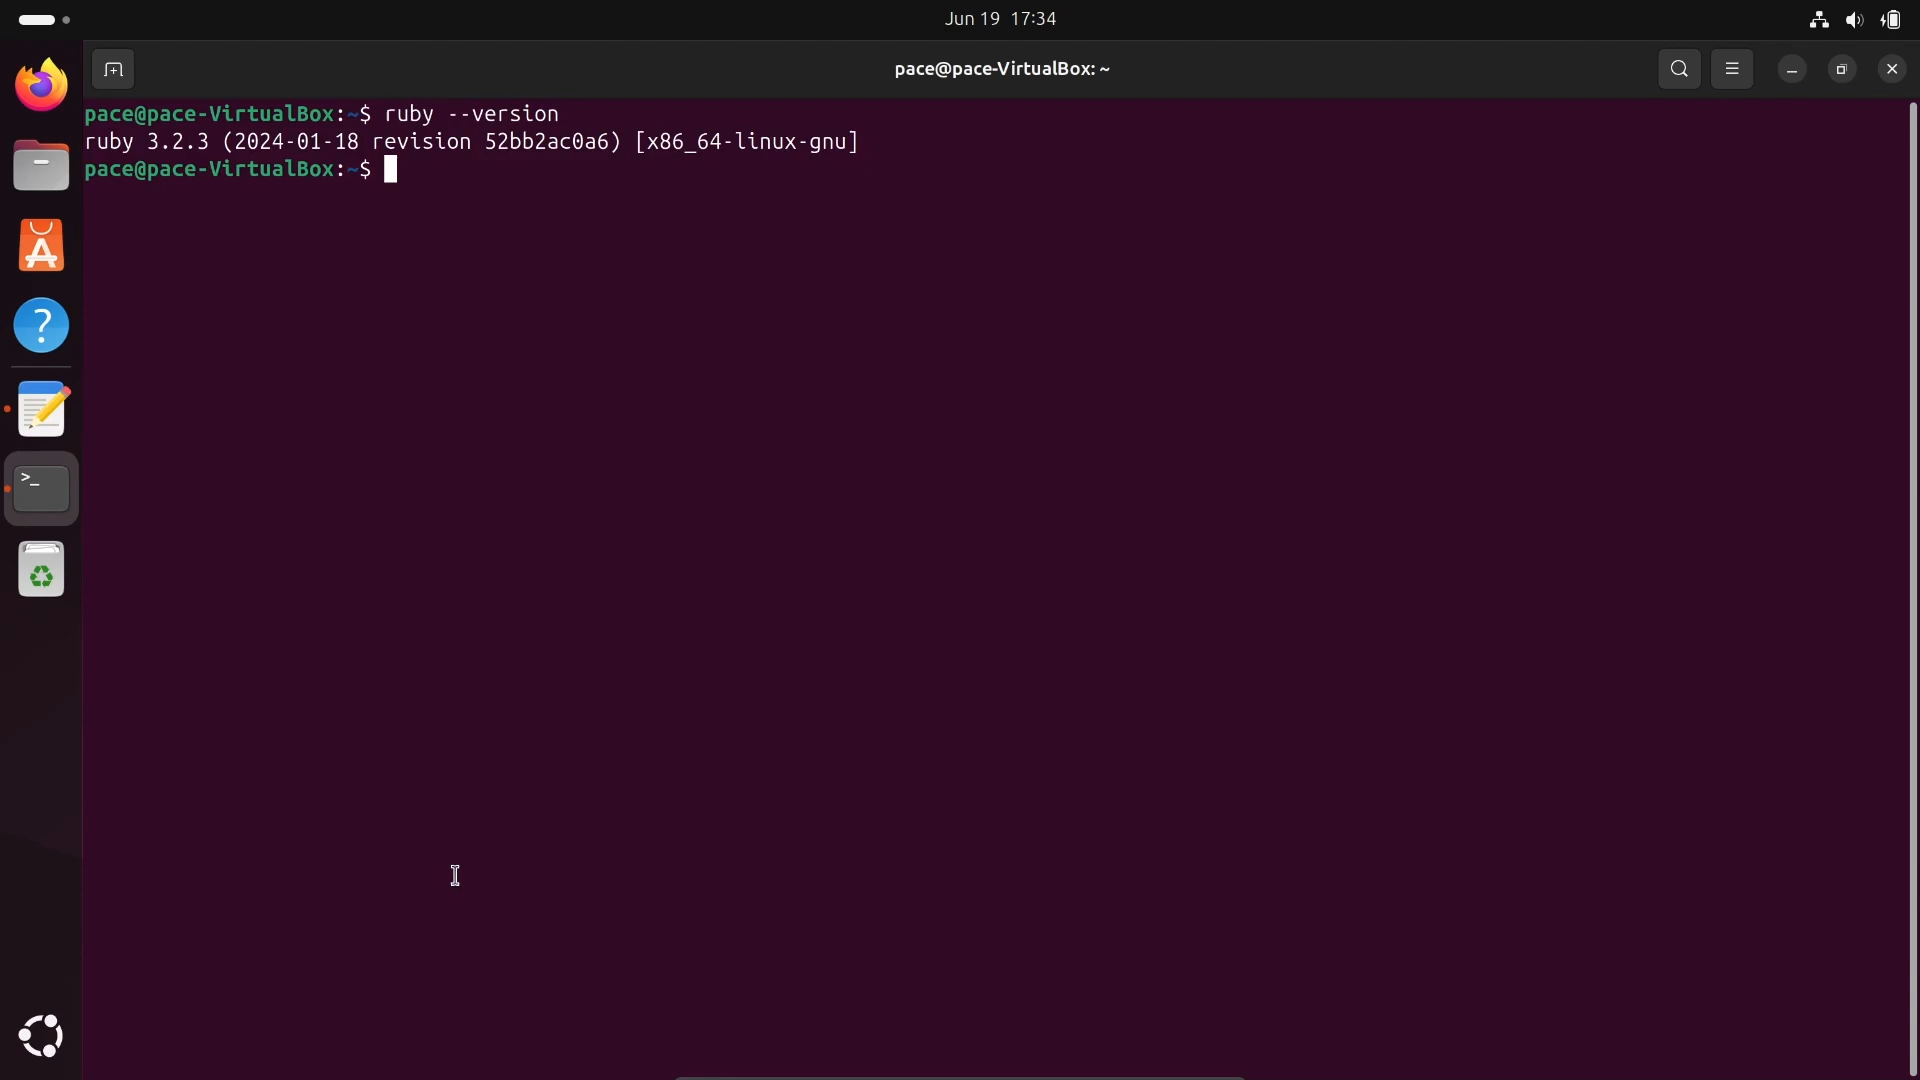 Jun 19 17:34
pace@pace-VirtualBox: ~
pace@pace-VirtualBox:~$ ruby --version
ruby 3.2.3 (2024-01-18 revision 52bb2ac0a6) [x86_64-linux-gnu]
pace@pace-VirtualBox:~$